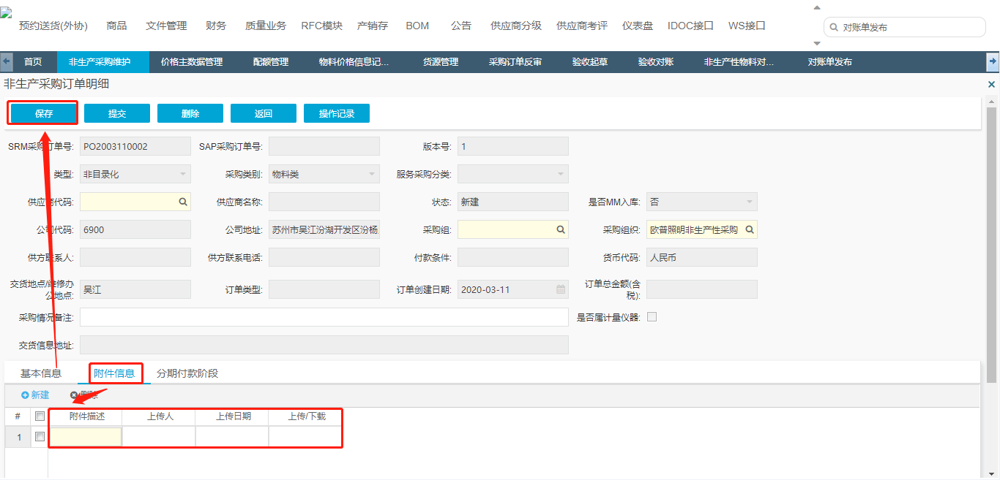 预约送货(外协) 商品 文件管理 财务 质量业务 RFC模块 产销存 BOM 公告 供应商分级 供应商考评 仪表盘 IDOC接口 WS接口 对账单发布
首页 非生产采购维护 价格主数据管理 配额管理 物料价格信息记... 货源管理 采购订单反审 验收起草 验收对账 非生产性物料对... 对账单发布
非生产采购订单明细
保存 提交 删除 返回 操作记录
SRM采购订单号: PO2003110002 SAP采购订单号: 版本号: 1
类型: 非目录化 采购类别: 物料类 服务采购分类:
供应商代码: 供应商名称: 状态: 新建 是否MM入库: 否
公司代码: 6900 公司地址: 苏州市吴江汾湖开发区汾杨 采购组: 采购组织: 欧普照明非生产性采购
供方联系人: 供方联系电话: 付款条件: 货币代码: 人民币
交货地点/维修办公地点: 吴江 订单类型: 订单创建日期: 2020-03-11 订单总金额(含税):
采购情况备注: 是否属计量仪器:
交货信息地址:
基本信息 附件信息 分期付款阶段
新建 删除
# 附件描述 上传人 上传日期 上传/下载
1